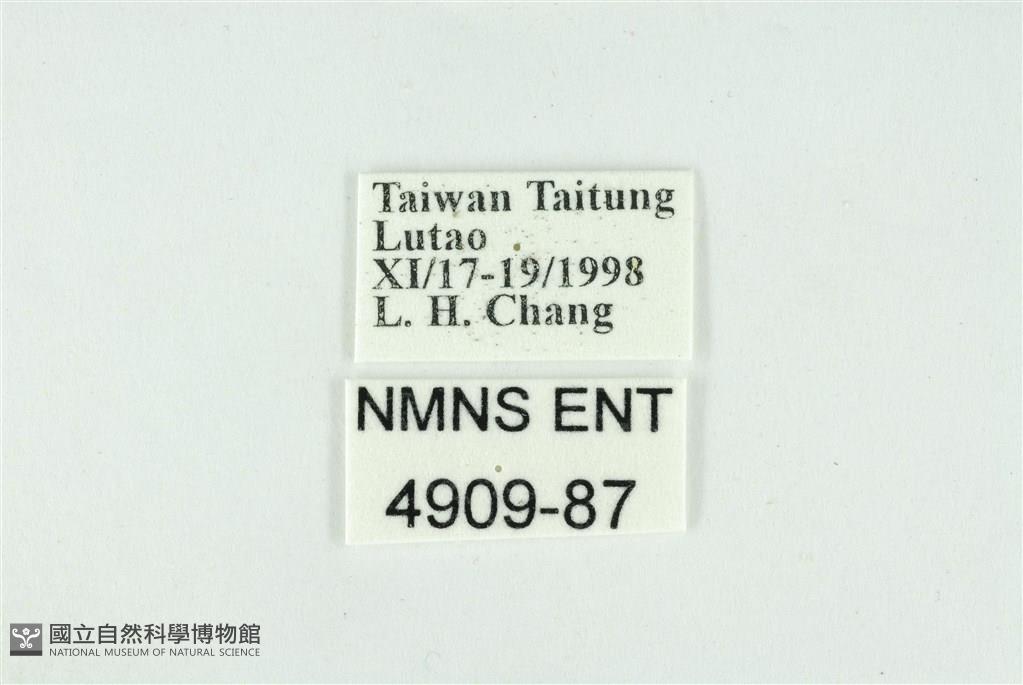 Taiwan Taitung
Lutao
XI/17-19/1998
L. H. Chang
NMNS ENT
4909-87
國立自然科學博物館
NATIONAL MUSEUM OF NATURAL SCIENCE